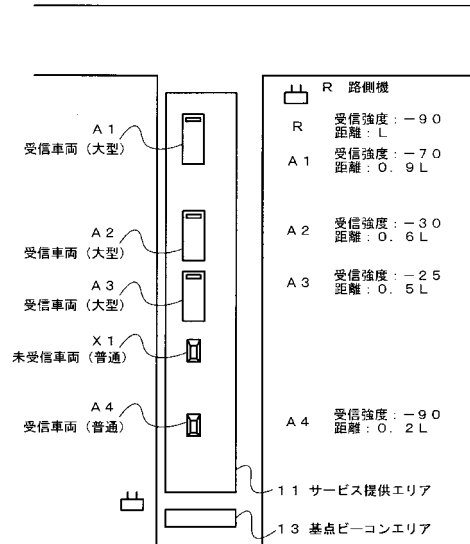 R 路側機
R
受信強度：－９０
距離：Ｌ
Ａ１
受信車両（大型）
Ａ１
受信強度：－７０
距離：０．９Ｌ
Ａ２
受信車両（大型）
Ａ２
受信強度：－３０
距離：０．６Ｌ
Ａ３
受信車両（大型）
Ａ３
受信強度：－２５
距離：０．５Ｌ
Ｘ１
未受信車両（普通）
Ａ４
受信車両（普通）
Ａ４
受信強度：－９０
距離：０．２Ｌ
１１ サービス提供エリア
１３ 基点ビーコンエリア